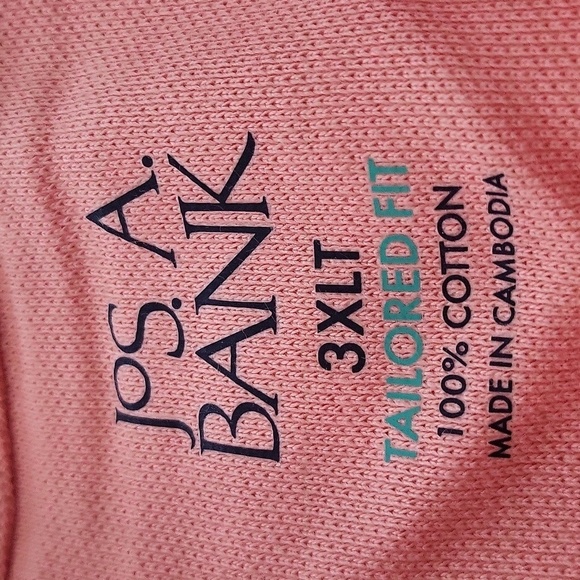 JOS. A.
BANK
3XLT
TAILORED FIT
100% COTTON
MADE IN CAMBODIA